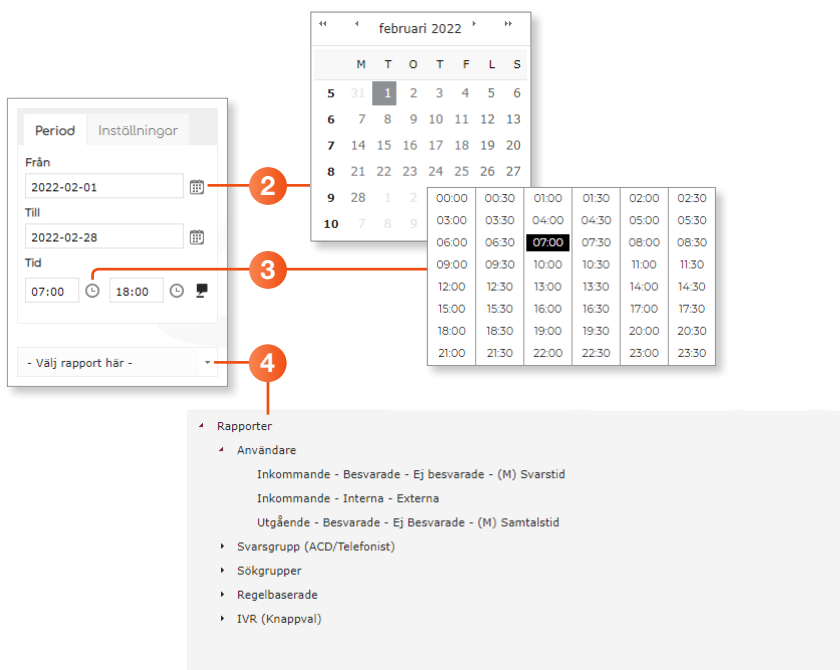 februari 2022
M T O T F L S
5 31 1 2 3 4 5 6
6 7 8 9 10 11 12 13
7 14 15 16 17 18 19 20
8 21 22 23 24 25 26 27
9 28 1 2
10 7 8 9
Period Inställningar
Från
2022-02-01
Till
2022-02-28
Tid
07:00 18:00
- Välj rapport här -
2
3
4
00:00 00:30 01:00 01:30 02:00 02:30
03:00 03:30 04:00 04:30 05:00 05:30
06:00 06:30 07:00 07:30 08:00 08:30
09:00 09:30 10:00 10:30 11:00 11:30
12:00 12:30 13:00 13:30 14:00 14:30
15:00 15:30 16:00 16:30 17:00 17:30
18:00 18:30 19:00 19:30 20:00 20:30
21:00 21:30 22:00 22:30 23:00 23:30
Rapporter
Användare
Inkommande - Besvarade - Ej besvarade - (M) Svarstid
Inkommande - Interna - Externa
Utgående - Besvarade - Ej Besvarade - (M) Samtalstid
Svarsgrupp (ACD/Telefonist)
Sökgrupper
Regelbaserade
IVR (Knappval)